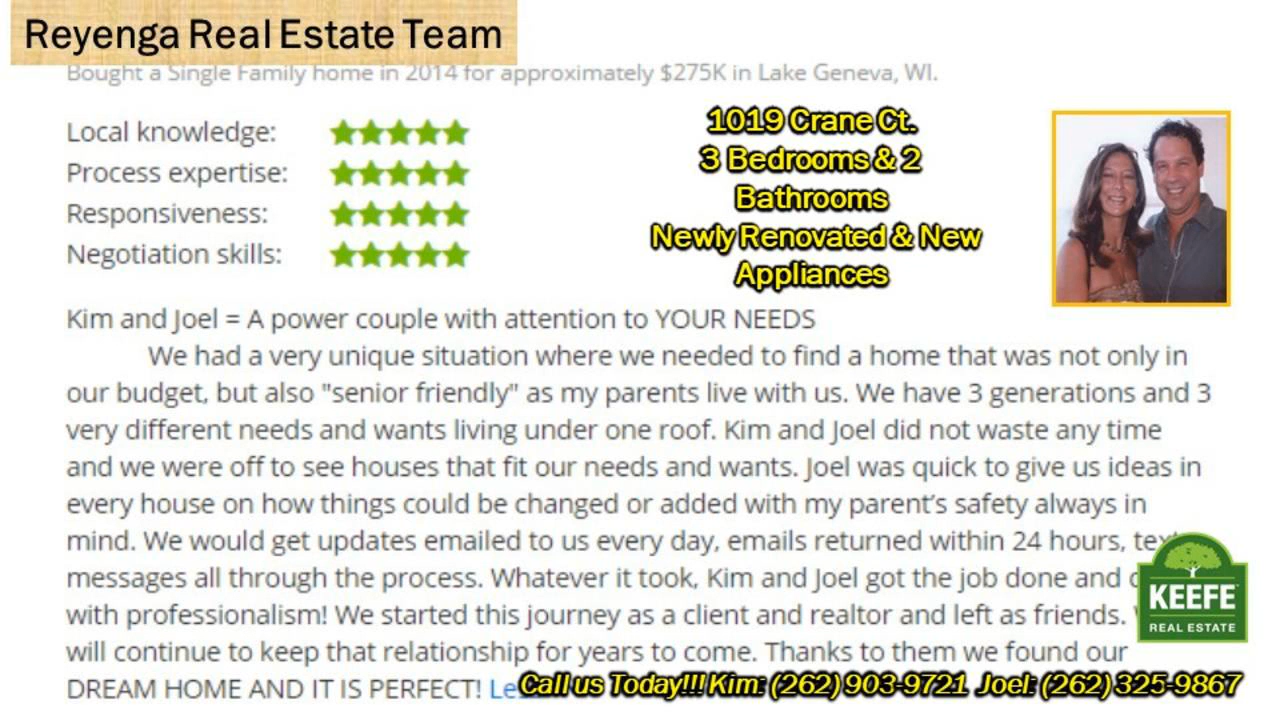 Reyenga Real Estate Team
Bought a Single Family home in 2014 for approximately $275K in Lake Geneva, WI.
Local knowledge:
Process expertise:
Responsiveness:
Negotiation skills:
1019 Crane Ct.
3 Bedrooms & 2
Bathrooms
Newly Renovated & New
Appliances
Kim and Joel = A power couple with attention to YOUR NEEDS
We had a very unique situation where we needed to find a home that was not only in
our budget, but also "senior friendly" as my parents live with us. We have 3 generations and 3
very different needs and wants living under one roof. Kim and Joel did not waste any time
and we were off to see houses that fit our needs and wants. Joel was quick to give us ideas in
every house on how things could be changed or added with my parent’s safety always in
mind. We would get updates emailed to us every day, emails returned within 24 hours, text
messages all through the process. Whatever it took, Kim and Joel got the job done and
with professionalism! We started this journey as a client and realtor and left as friends.
will continue to keep that relationship for years to come. Thanks to them we found our
DREAM HOME AND IT IS PERFECT!
KEEFE
REAL ESTATE
Call us Today!!! Kim: (262) 903-9721 Joel: (262) 325-9867